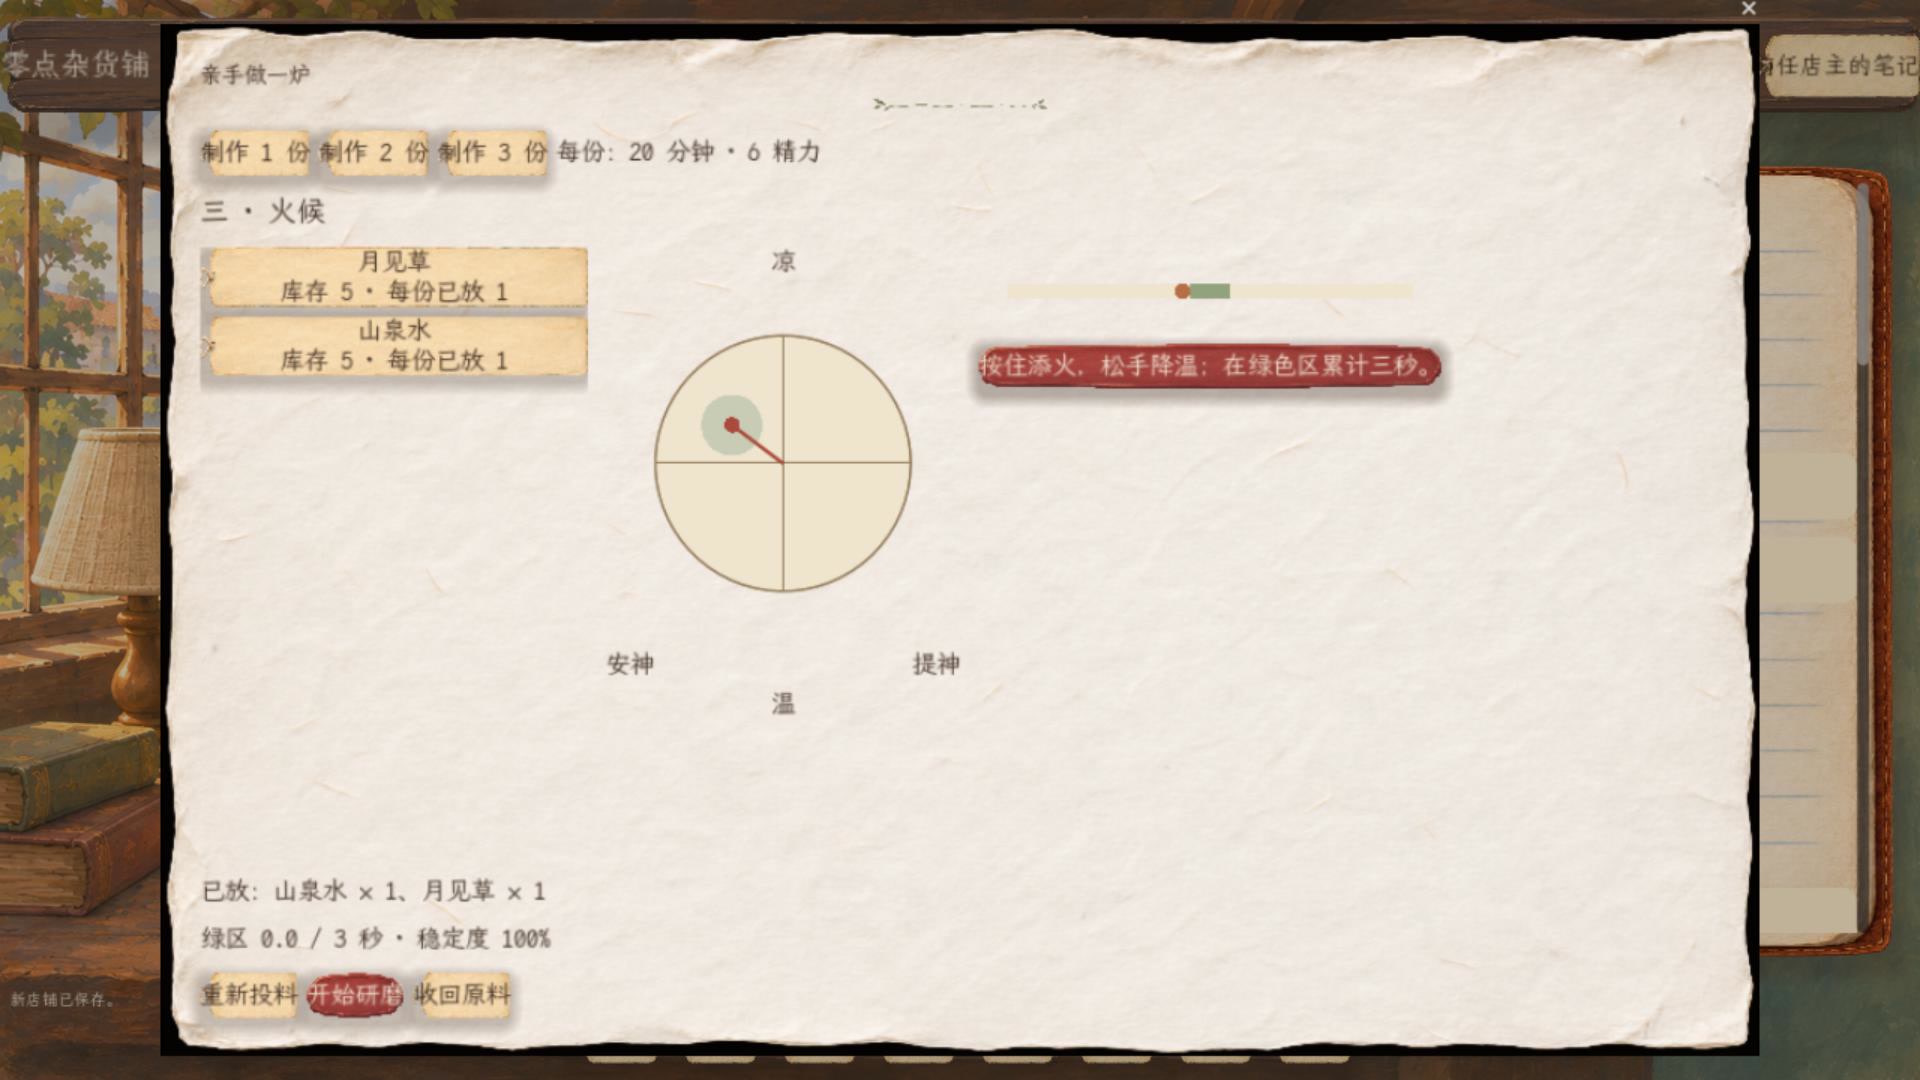 零点杂货铺
任店主的笔记
亲手做一炉
制作 1 份 制作 2 份 制作 3 份 每份: 20 分钟 · 6 精力
三 · 火候
月见草
库存 5 · 每份已放 1
山泉水
库存 5 · 每份已放 1
凉
安神
提神
温
按住添火，松手降温；在绿色区累计三秒。
已放: 山泉水 × 1、月见草 × 1
绿区 0.0 / 3 秒 · 稳定度 100%
重新投料 开始研磨 收回原料
新店铺已保存。